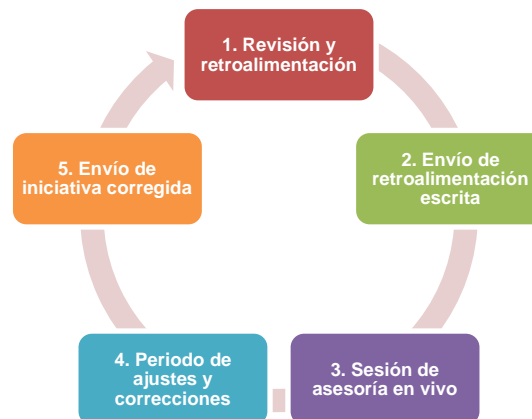 1. Revisión y
retroalimentación
2. Envío de
retroalimentación
escrita
3. Sesión de
asesoría en vivo
4. Periodo de
ajustes y
correcciones
5. Envío de
iniciativa corregida